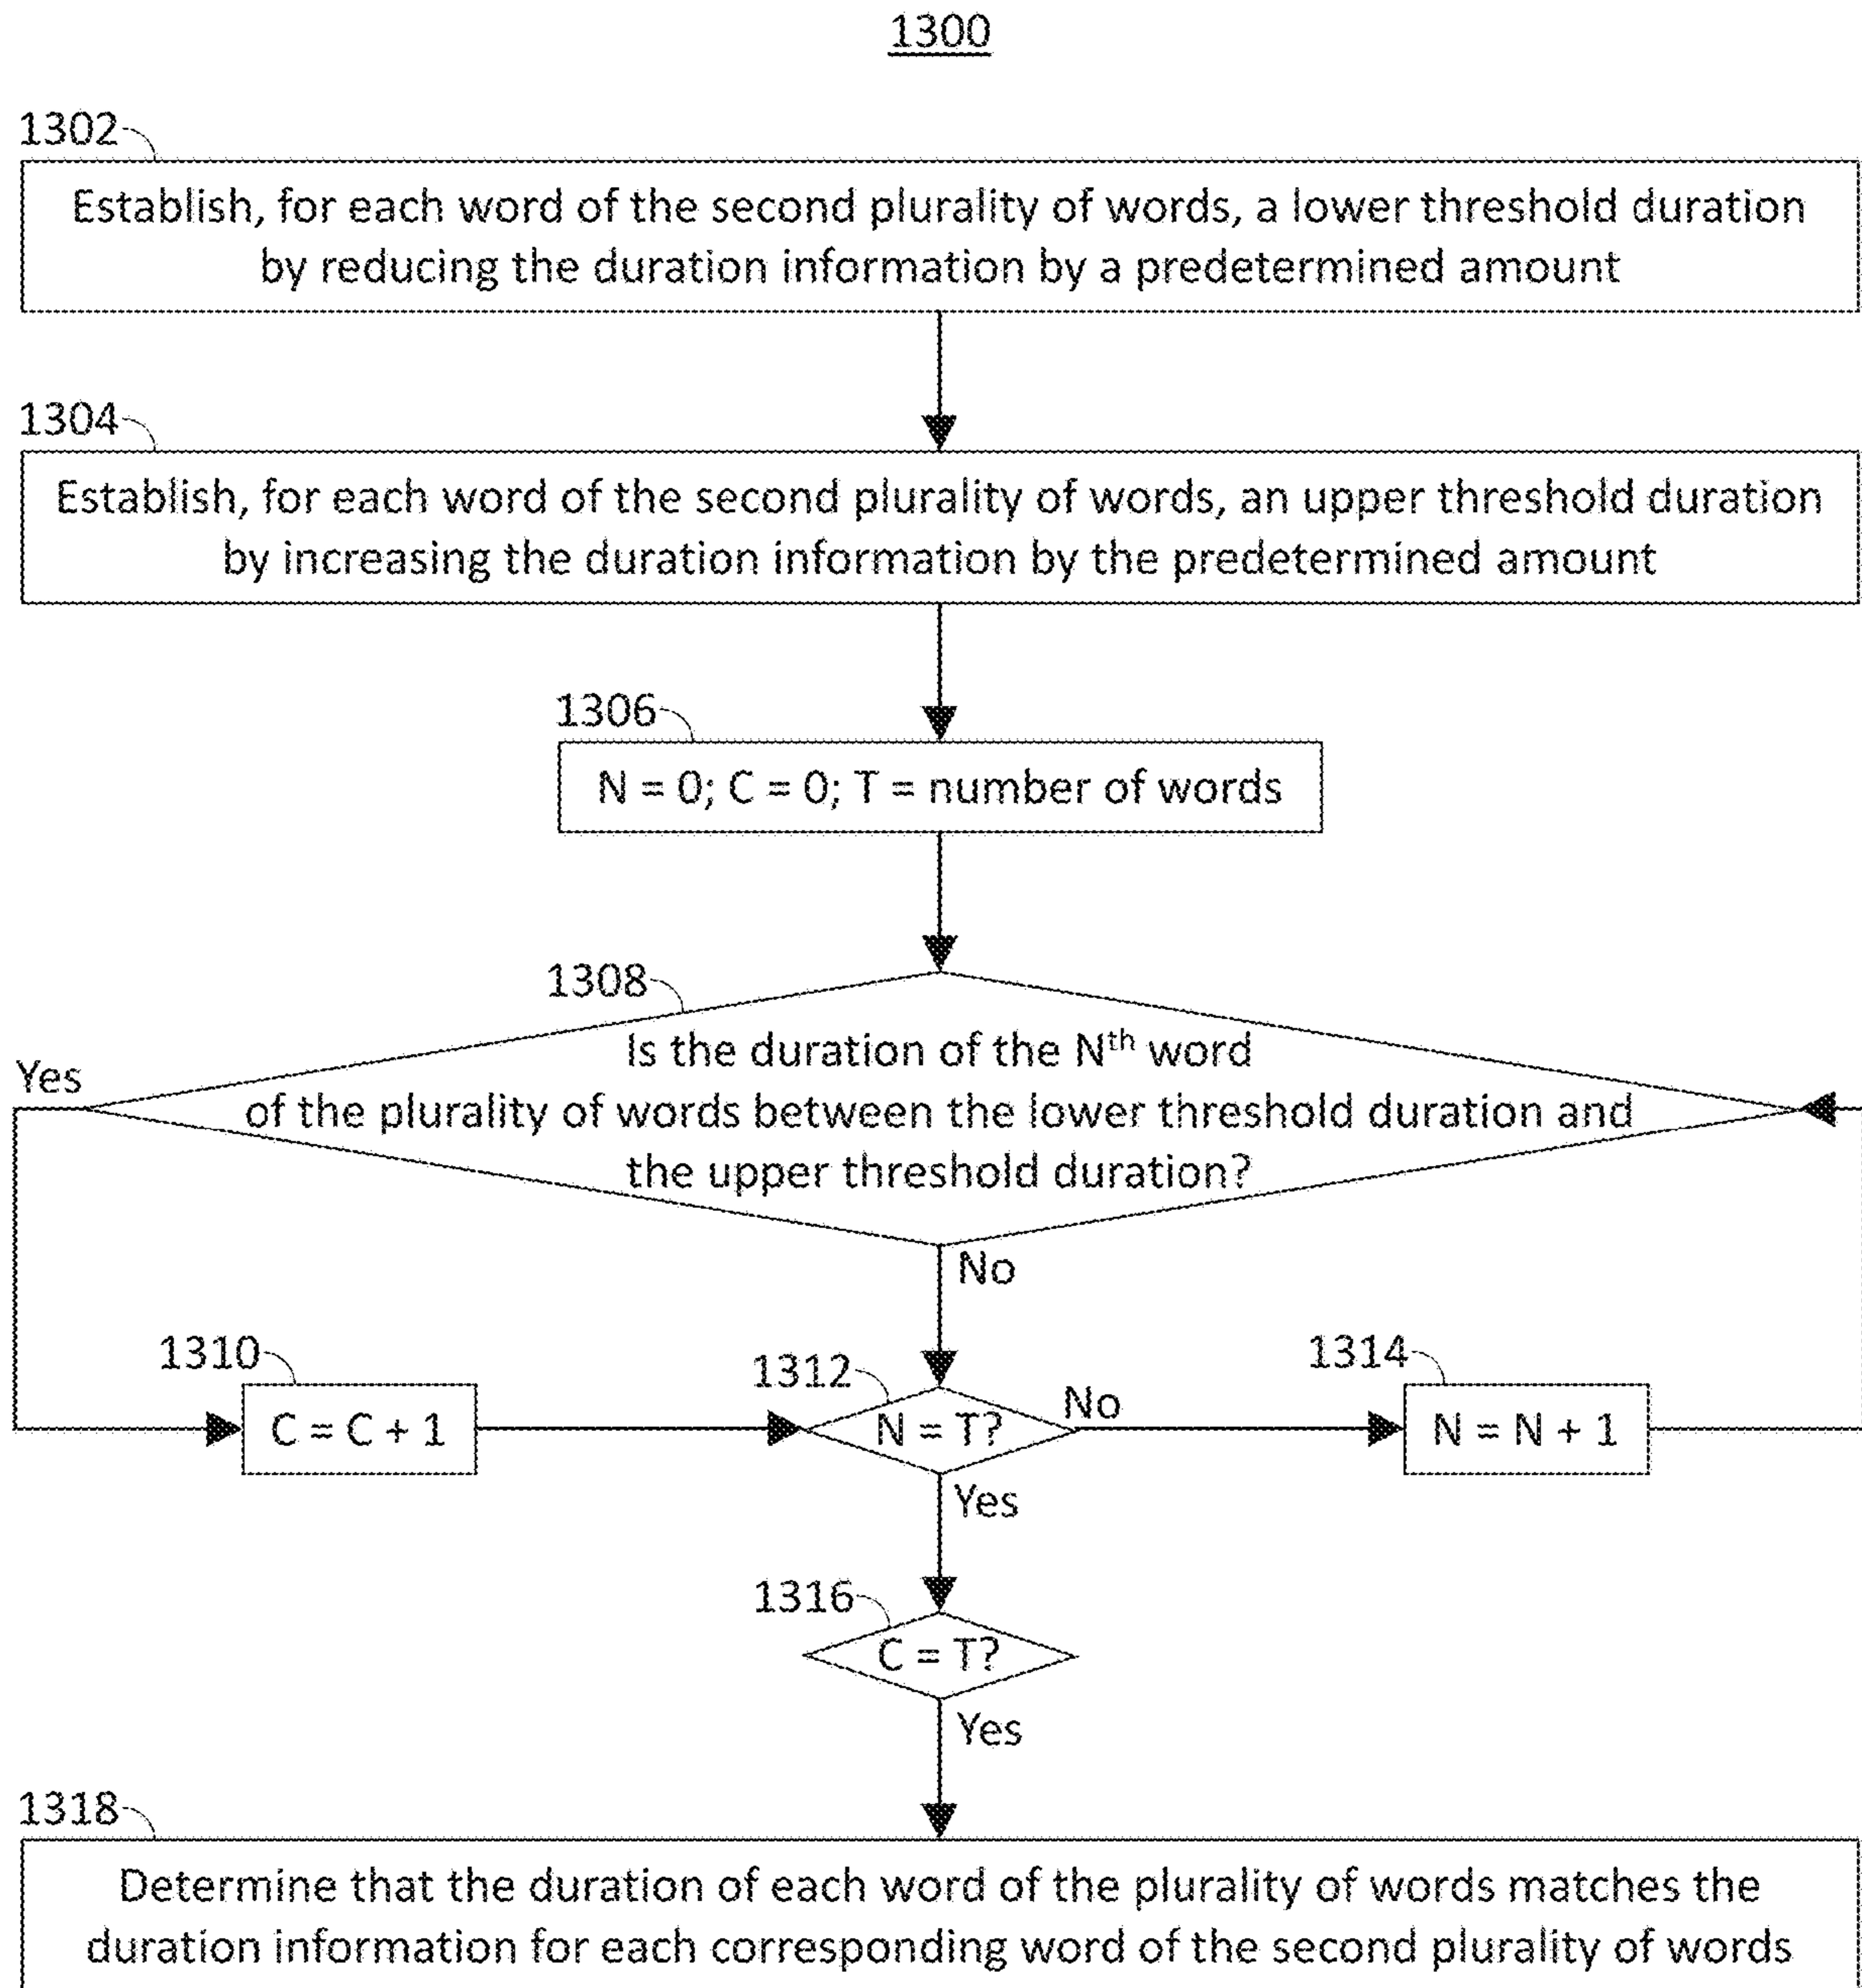 1300
1302
Establish, for each word of the second plurality of words, a lower threshold duration
by reducing the duration information by a predetermined amount
1304
Establish, for each word of the second plurality of words, an upper threshold duration
by increasing the duration information by the predetermined amount
1306
N = 0; C = 0; T = number of words
1308
Is the duration of the Nth word
Yes
of the plurality of words between the lower threshold duration and
the upper threshold duration?
No
1310
1312
1314
C = C + 1
N = T?
No
N = N + 1
Yes
1316
C = T?
Yes
1318
Determine that the duration of each word of the plurality of words matches the
duration information for each corresponding word of the second plurality of words